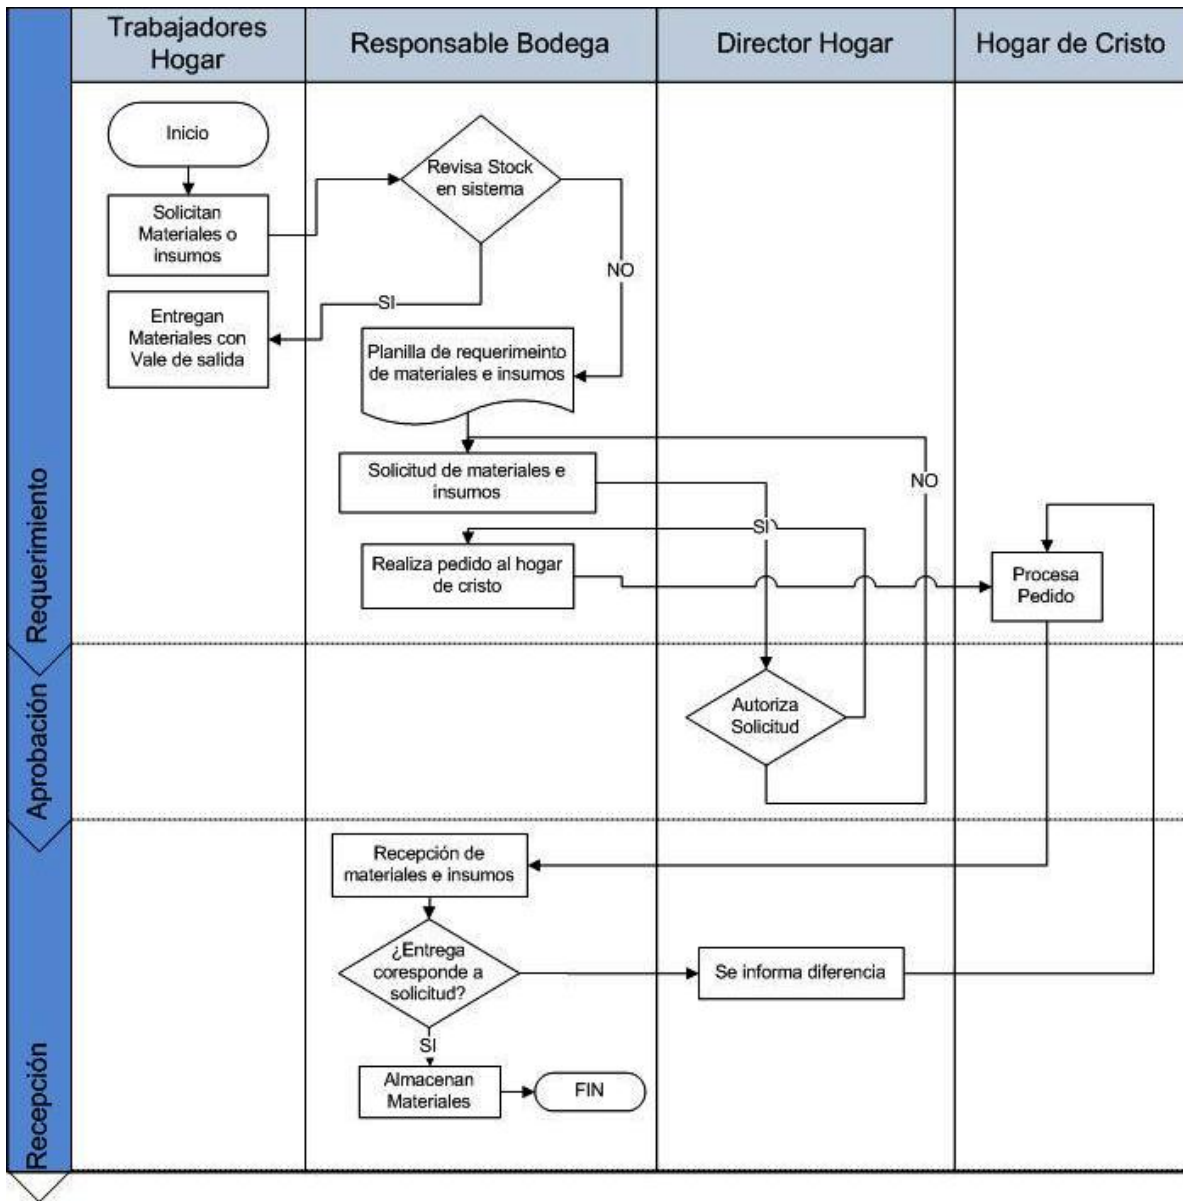 Trabajadores
Hogar
Responsable Bodega
Director Hogar
Hogar de Cristo
Requerimiento
Inicio
Solicitan
Materiales o
insumos
Revisa Stock
en sistema
NO
SI
Entregan
Materiales con
Vale de salida
Planilla de requerimeinto
de materiales e insumos
Solicitud de materiales e
insumos
NO
SI
Realiza pedido al hogar
de cristo
Procesa
Pedido
Aprobación
Autoriza
Solicitud
Recepción
Recepción de
materiales e insumos
¿Entrega
coresponde a
solicitud?
Se informa diferencia
SI
Almacenan
Materiales
FIN